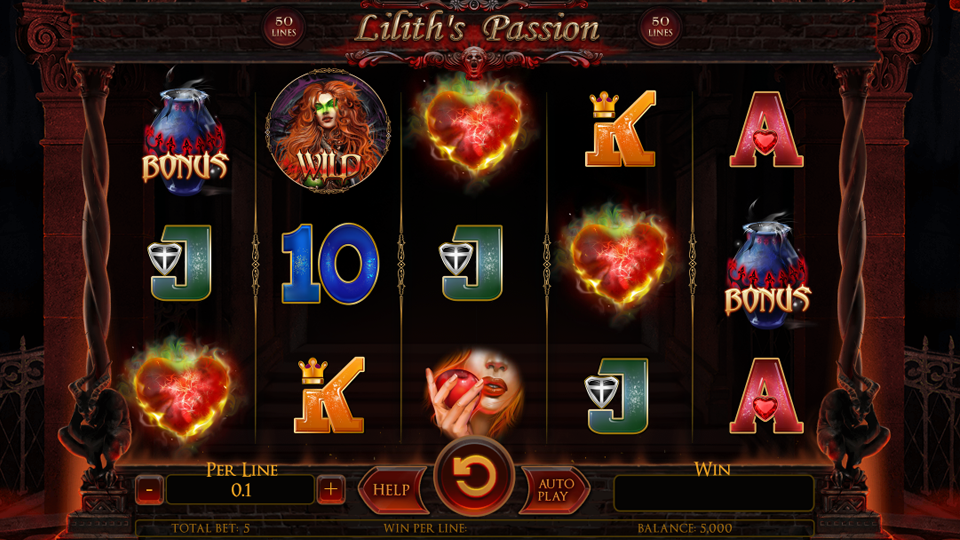 50
LINES
Lilith's Passion
50
LINES
BONUS
WILD
K
A
J
10
J
BONUS
K
J
A
PER LINE
WIN
-
0.1
+
HELP
AUTO
PLAY
TOTAL BET: 5
WIN PER LINE:
BALANCE: 5,000